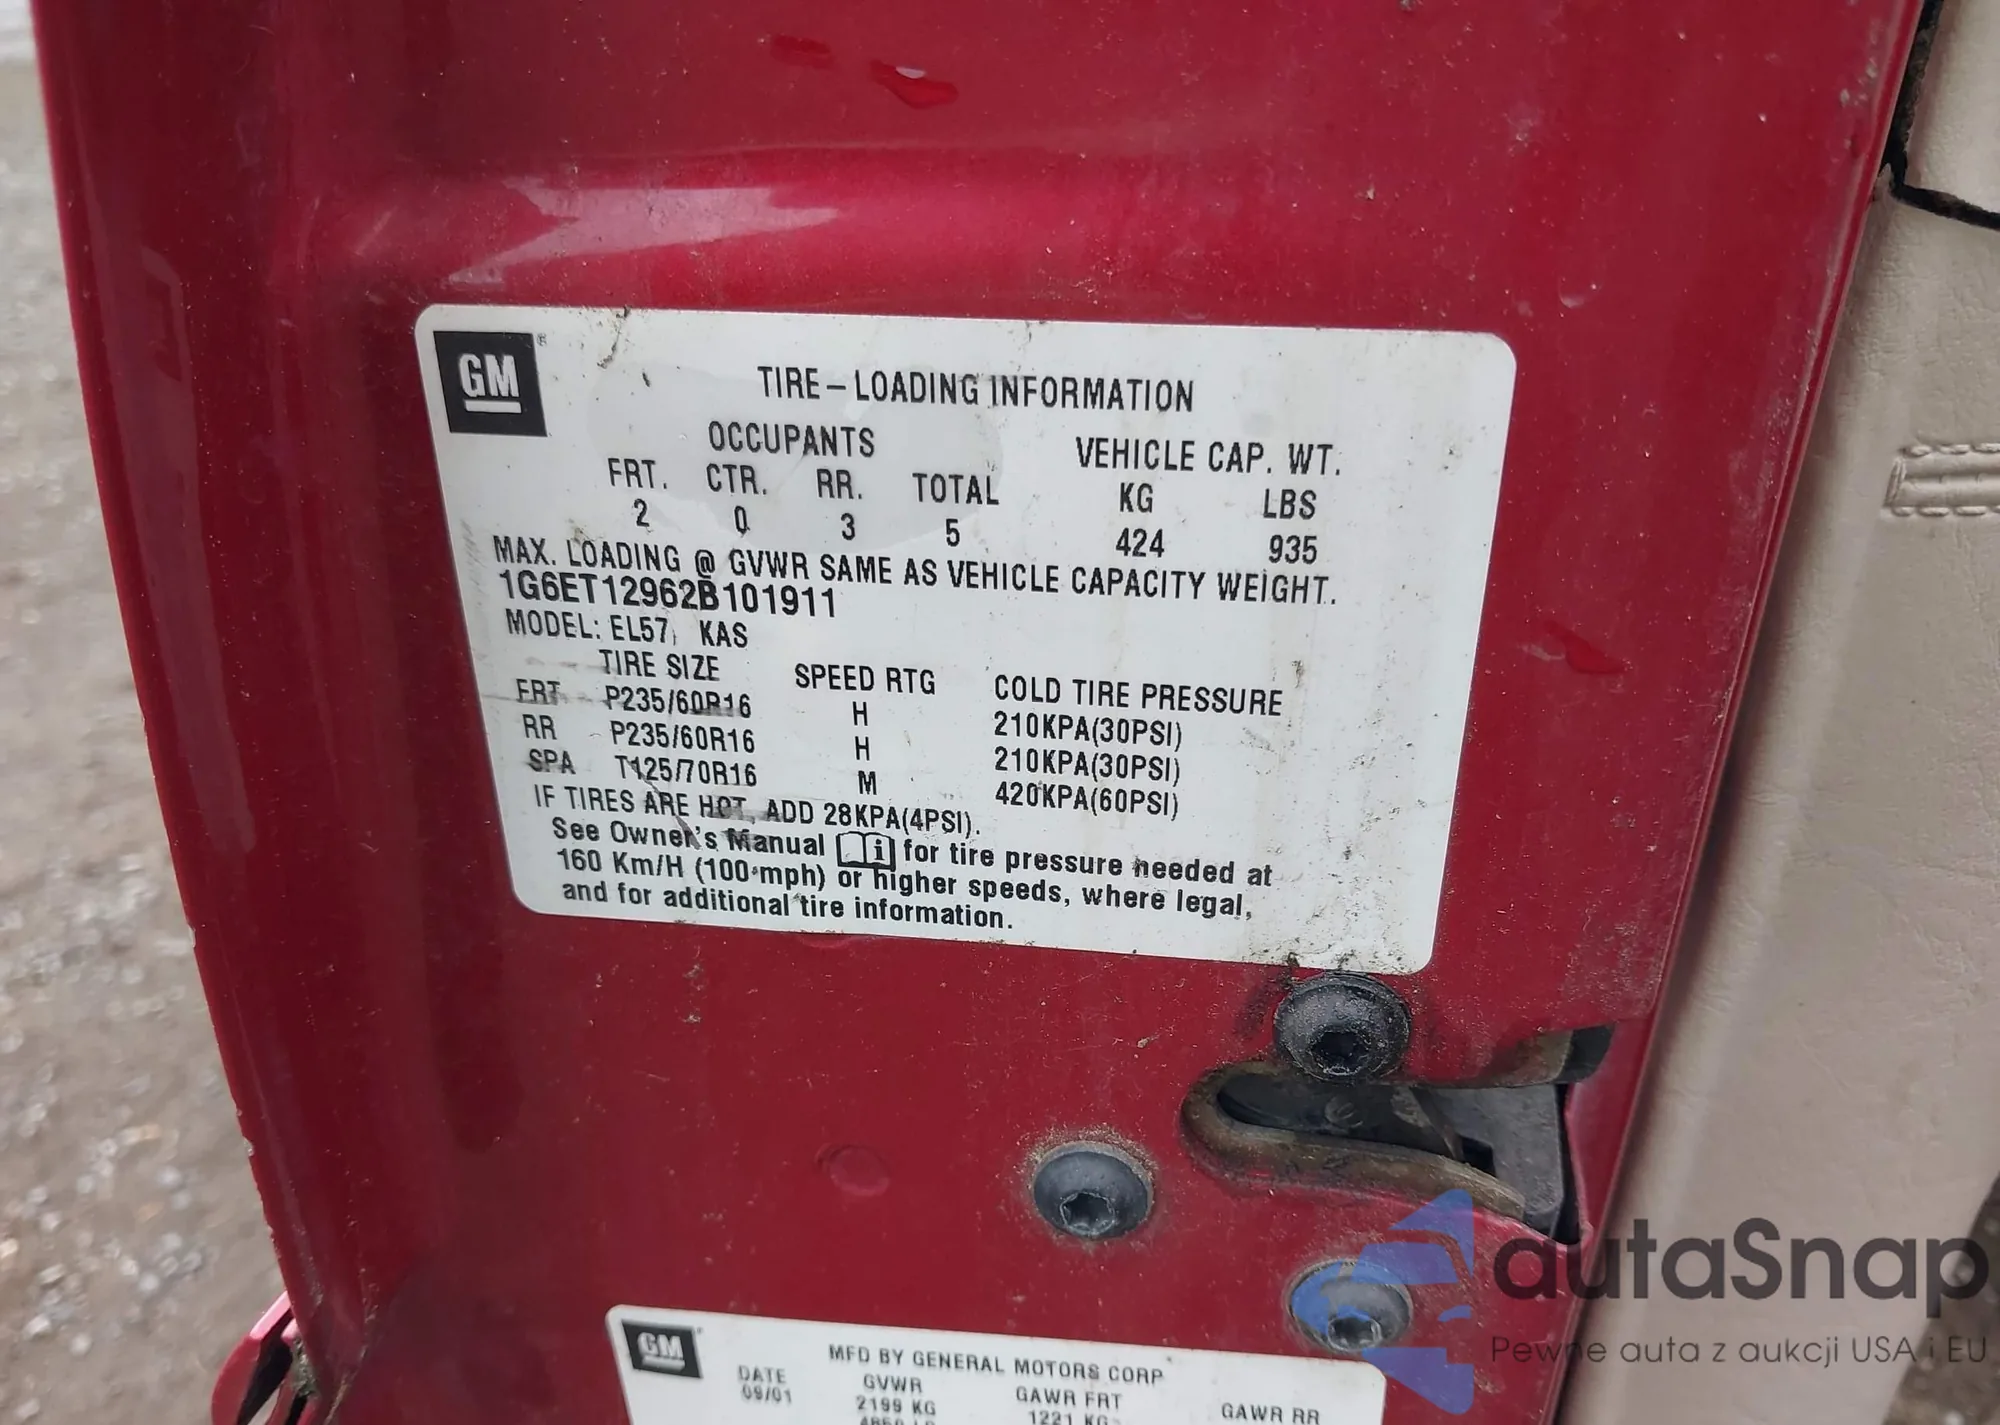 GM
TIRE-LOADING INFORMATION
OCCUPANTS VEHICLE CAP. WT.
FRT. CTR. RR. TOTAL KG LBS
2 0 3 5 424 935
MAX. LOADING @ GVWR SAME AS VEHICLE CAPACITY WEIGHT.
1G6ET12962B101911
MODEL: EL57, KAS
TIRE SIZE SPEED RTG COLD TIRE PRESSURE
FRT P235/60R16 H 210KPA(30PSI)
RR P235/60R16 H 210KPA(30PSI)
SPA T125/70R16 M 420KPA(60PSI)
IF TIRES ARE HOT, ADD 28KPA(4PSI).
See Owner's Manual for tire pressure needed at
160 Km/H (100 mph) or higher speeds, where legal,
and for additional tire information.
GM
MFD BY GENERAL MOTORS CORP
DATE GVWR GAWR FRT GAWR RR
09/01 2199 KG 1221 KG
autaSnap
Pewne auta z aukcji USA i EU